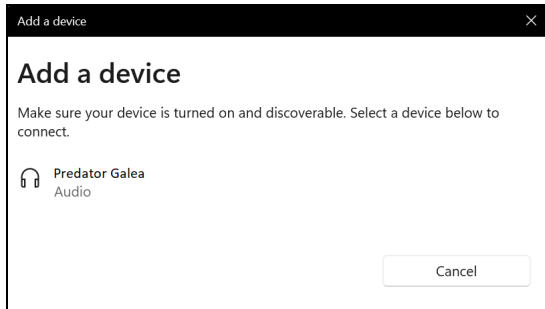 Add a device
Add a device
Make sure your device is turned on and discoverable. Select a device below to
connect.
Predator Galea
Audio
Cancel